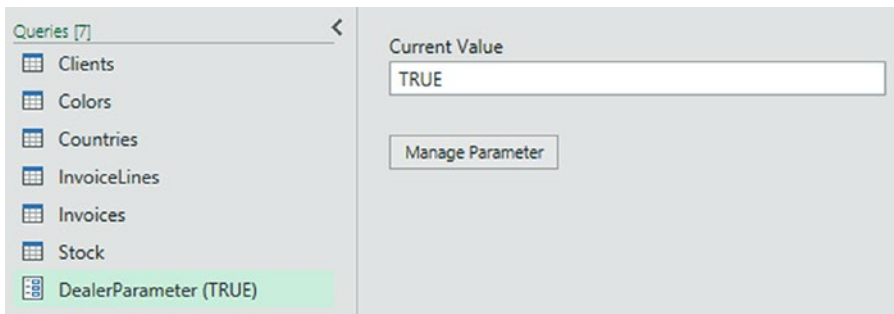 Queries [7]
Clients
Colors
Countries
InvoiceLines
Invoices
Stock
DealerParameter (TRUE)
Current Value
TRUE
Manage Parameter